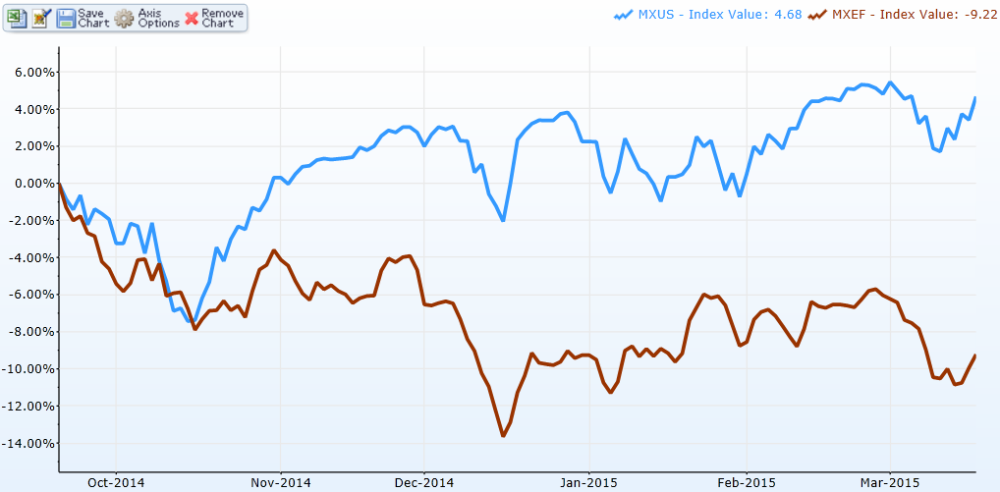 Save Chart
Axis Options
Remove Chart
MXUS - Index Value: 4.68
MXEF - Index Value: -9.22
6.00%
4.00%
2.00%
0.00%
-2.00%
-4.00%
-6.00%
-8.00%
-10.00%
-12.00%
-14.00%
Oct-2014
Nov-2014
Dec-2014
Jan-2015
Feb-2015
Mar-2015